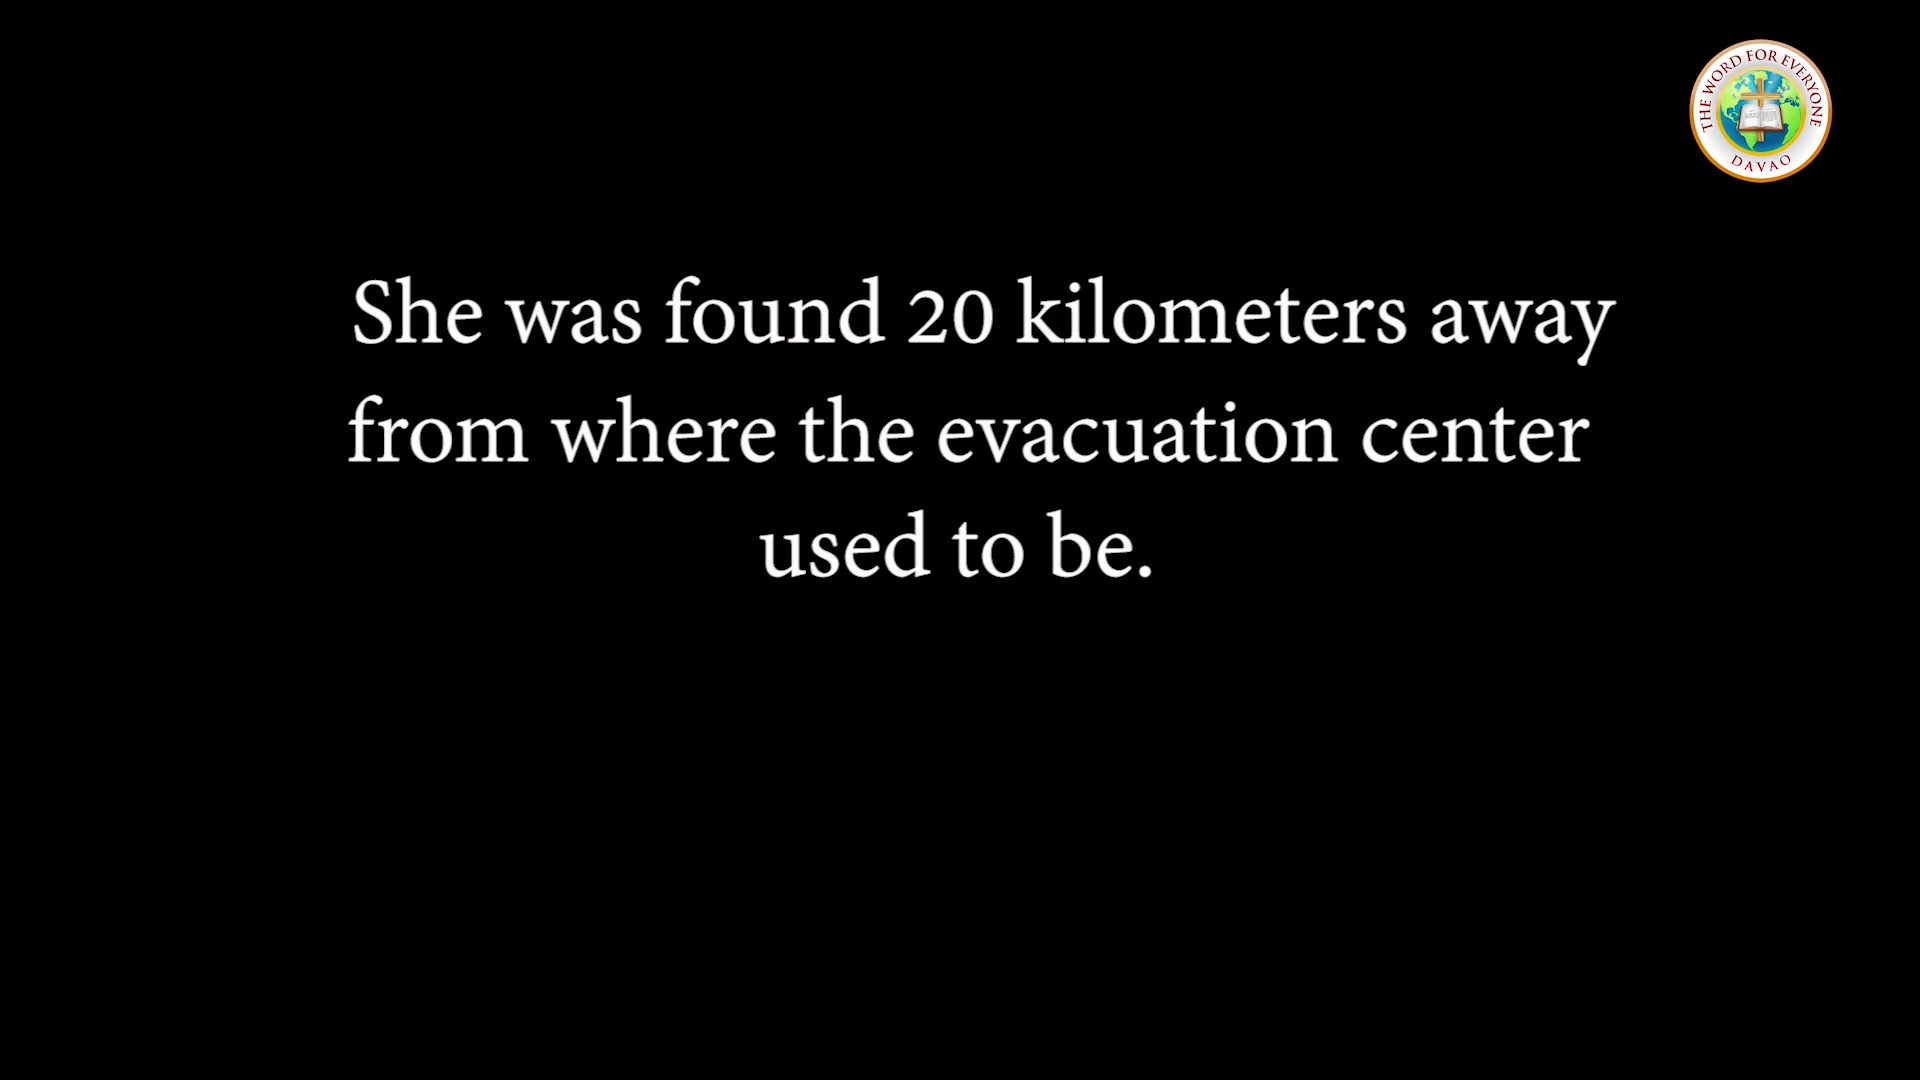 THE WORD FOR EVERYONE
DAVAO
She was found 20 kilometers away
from where the evacuation center
used to be.